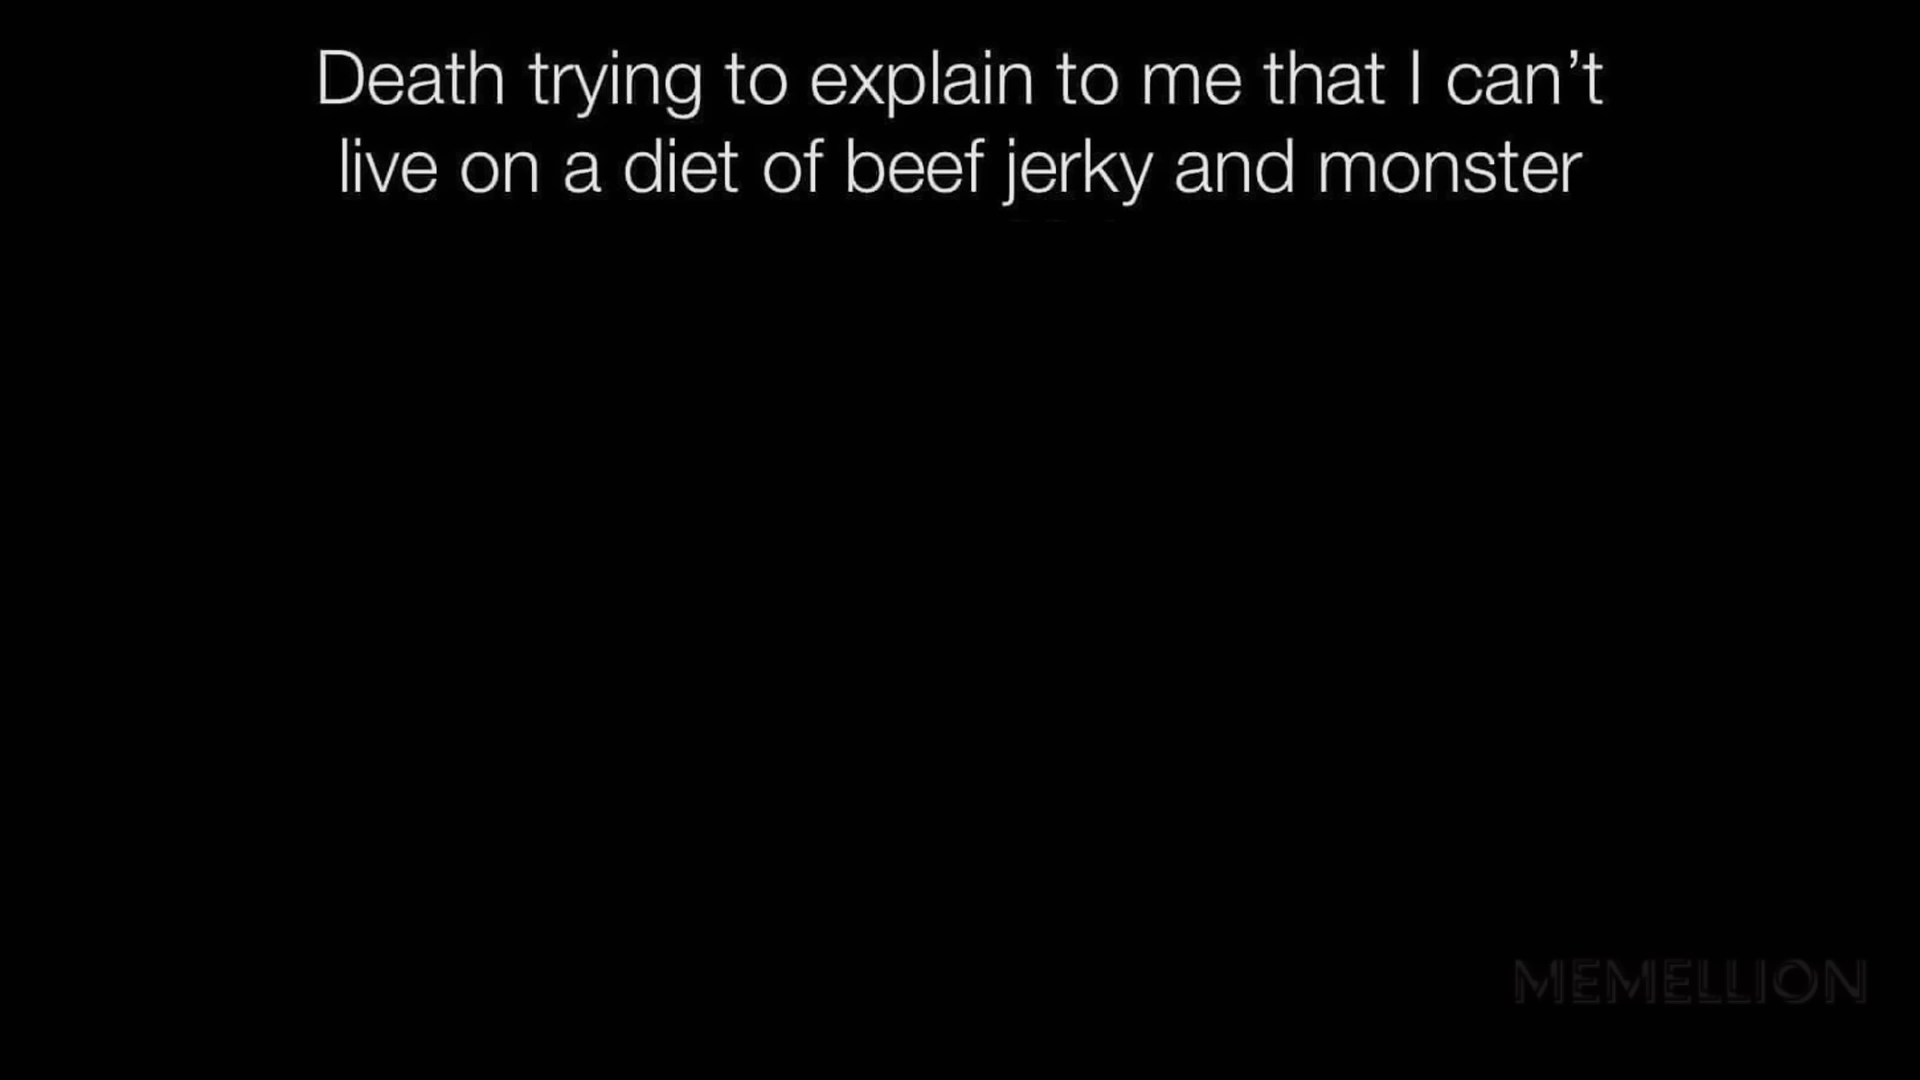 Death trying to explain to me that I can’t
live on a diet of beef jerky and monster
MEMELLION